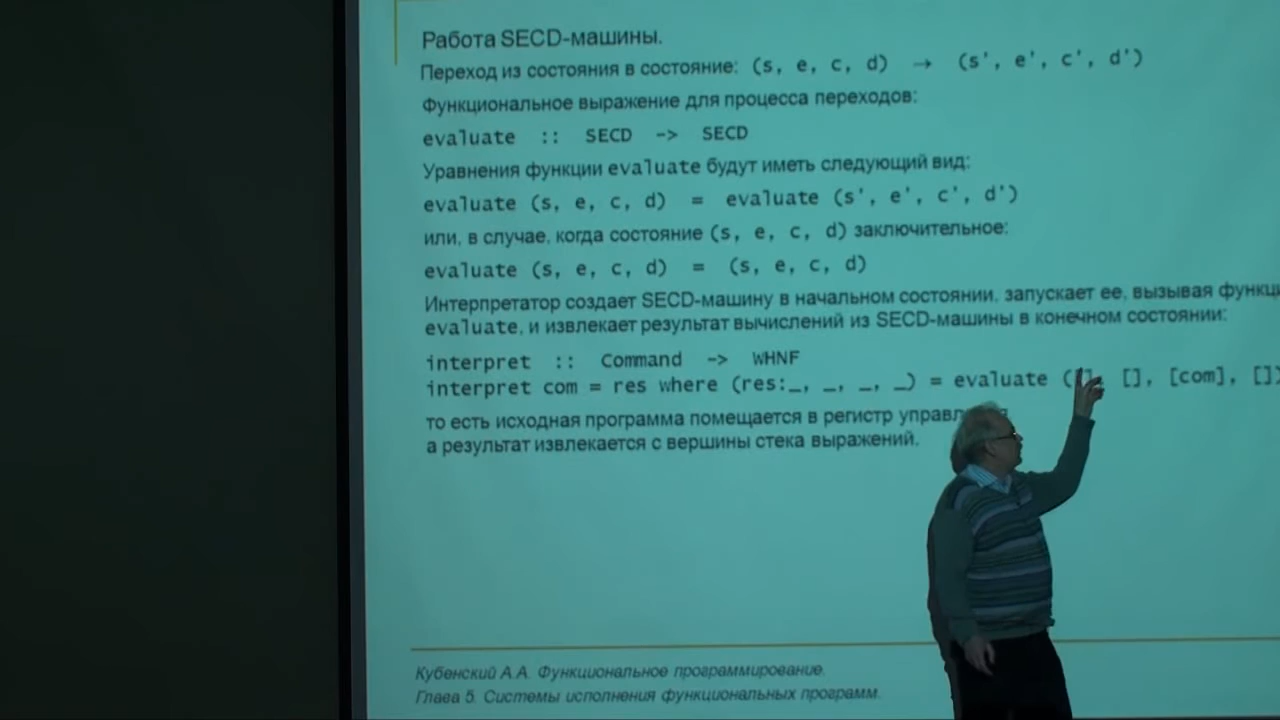 Работа SECD-машины.
Переход из состояния в состояние: (s, e, c, d) → (s', e', c', d')
Функциональное выражение для процесса переходов:
evaluate :: SECD -> SECD
Уравнения функции evaluate будут иметь следующий вид:
evaluate (s, e, c, d) = evaluate (s', e', c', d')
или, в случае, когда состояние (s, e, c, d) заключительное:
evaluate (s, e, c, d) = (s, e, c, d)
Интерпретатор создает SECD-машину в начальном состоянии, запускает ее, вызывая
evaluate, и извлекает результат вычислений из SECD-машины в конечном состоянии:
interpret :: Command -> WHNF
interpret com = res where (res:_, _, _, _) = evaluate ([], [], [com], [])
то есть исходная программа помещается в регистр
а результат извлекается с вершины стека выражений.
Кубенский А.А. Функциональное программирование.
Глава 5. Системы исполнения функциональных программ.